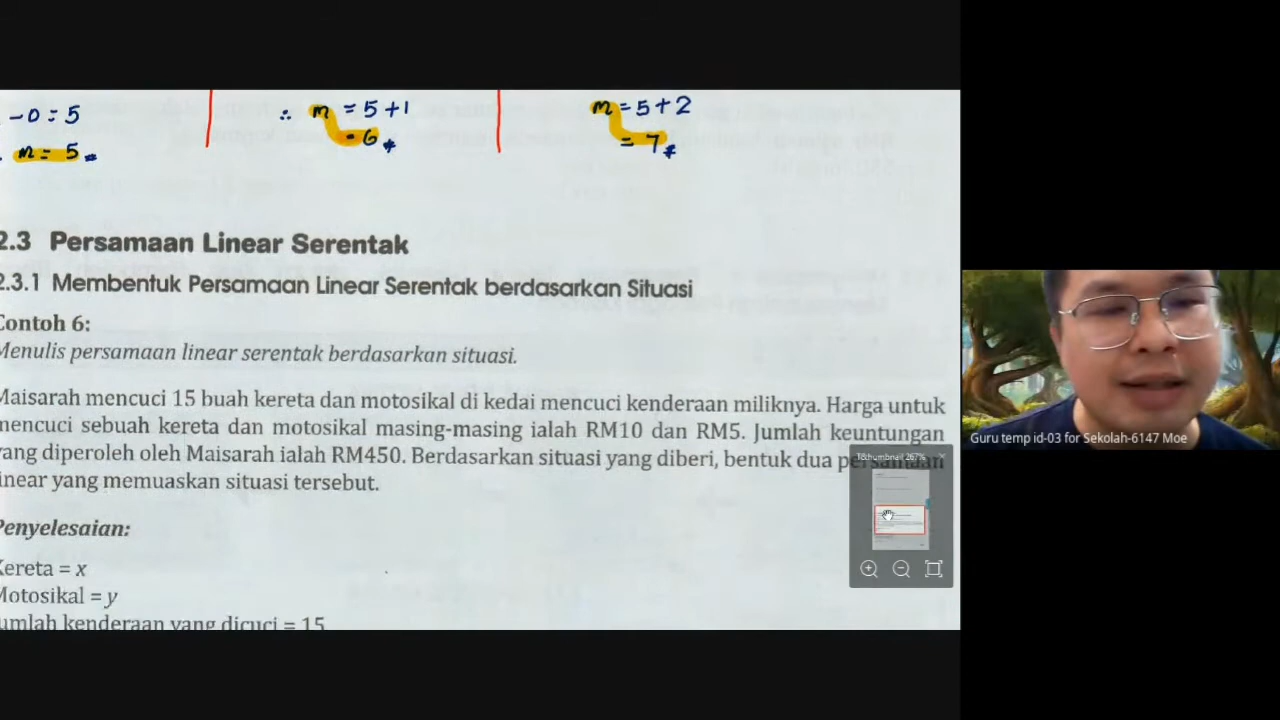 -0 = 5
m = 5 *
∴ m = 5 + 1
= 6 *
m = 5 + 2
= 7 *
2.3 Persamaan Linear Serentak
2.3.1 Membentuk Persamaan Linear Serentak berdasarkan Situasi
Contoh 6:
Menulis persamaan linear serentak berdasarkan situasi.
Maisarah mencuci 15 buah kereta dan motosikal di kedai mencuci kenderaan miliknya. Harga untuk
mencuci sebuah kereta dan motosikal masing-masing ialah RM10 dan RM5. Jumlah keuntungan
yang diperoleh oleh Maisarah ialah RM450. Berdasarkan situasi yang diberi, bentuk dua persamaan
linear yang memuaskan situasi tersebut.
Penyelesaian:
Kereta = x
Motosikal = y
Jumlah kenderaan yang dicuci = 15
267%
Guru temp id-03 for Sekolah-6147 Moe